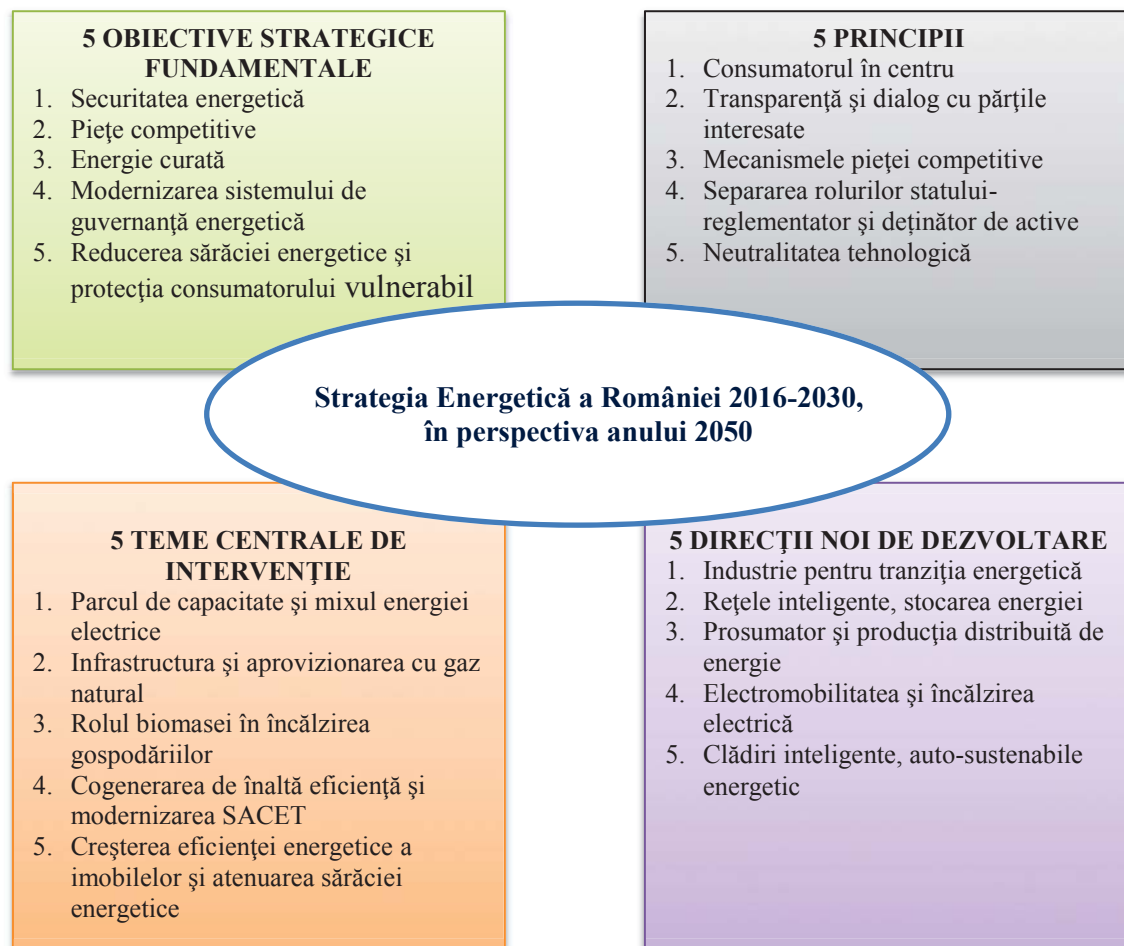 5 OBIECTIVE STRATEGICE
FUNDAMENTALE
1. Securitatea energetică
2. Pieţe competitive
3. Energie curată
4. Modernizarea sistemului de
guvernanţă energetică
5. Reducerea sărăciei energetice şi
protecţia consumatorului vulnerabil
5 PRINCIPII
1. Consumatorul în centru
2. Transparenţă şi dialog cu părţile
interesate
3. Mecanismele pieţei competitive
4. Separarea rolurilor statului-
reglementator şi deținător de active
5. Neutralitatea tehnologică
Strategia Energetică a României 2016-2030,
în perspectiva anului 2050
5 TEME CENTRALE DE
INTERVENŢIE
1. Parcul de capacitate şi mixul energiei
electrice
2. Infrastructura şi aprovizionarea cu gaz
natural
3. Rolul biomasei în încălzirea
gospodăriilor
4. Cogenerarea de înaltă eficienţă şi
modernizarea SACET
5. Creşterea eficienţei energetice a
imobilelor şi atenuarea sărăciei
energetice
5 DIRECŢII NOI DE DEZVOLTARE
1. Industrie pentru tranziţia energetică
2. Reţele inteligente, stocarea energiei
3. Prosumator şi producţia distribuită de
energie
4. Electromobilitatea şi încălzirea
electrică
5. Clădiri inteligente, auto-sustenabile
energetic